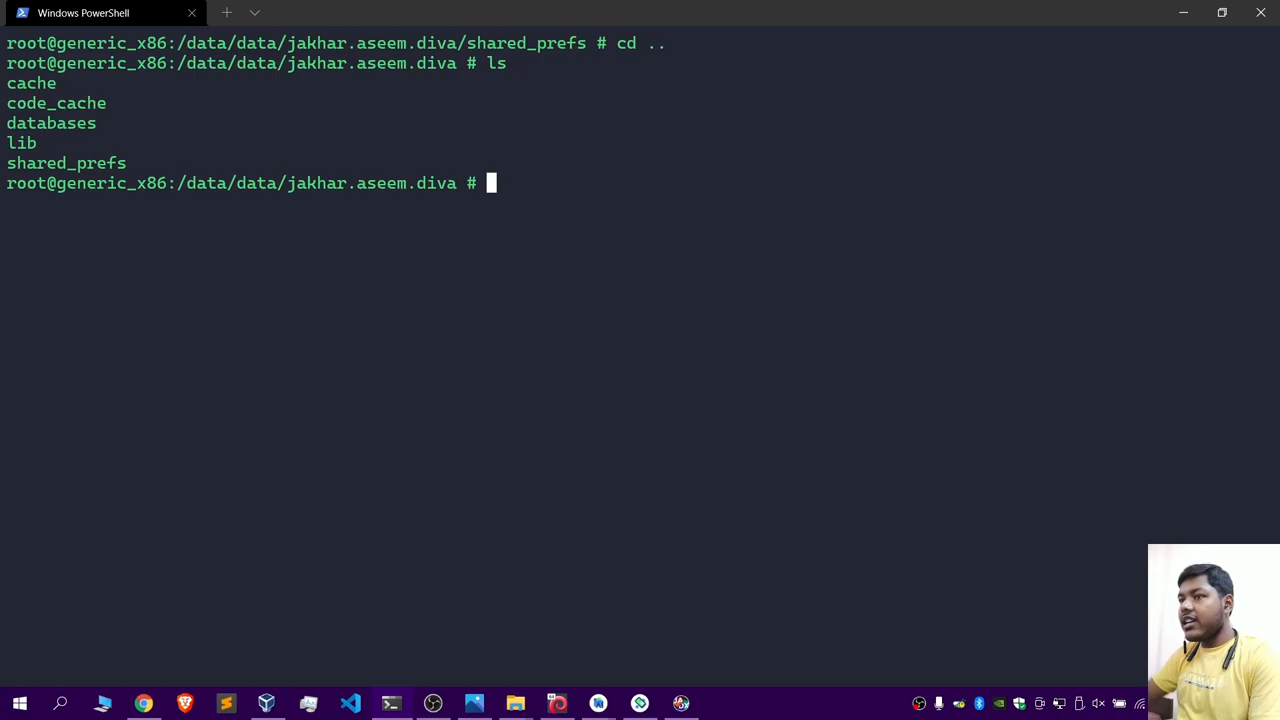 Windows PowerShell
root@generic_x86:/data/data/jakhar.aseem.diva/shared_prefs # cd ..
root@generic_x86:/data/data/jakhar.aseem.diva # ls
cache
code_cache
databases
lib
shared_prefs
root@generic_x86:/data/data/jakhar.aseem.diva #